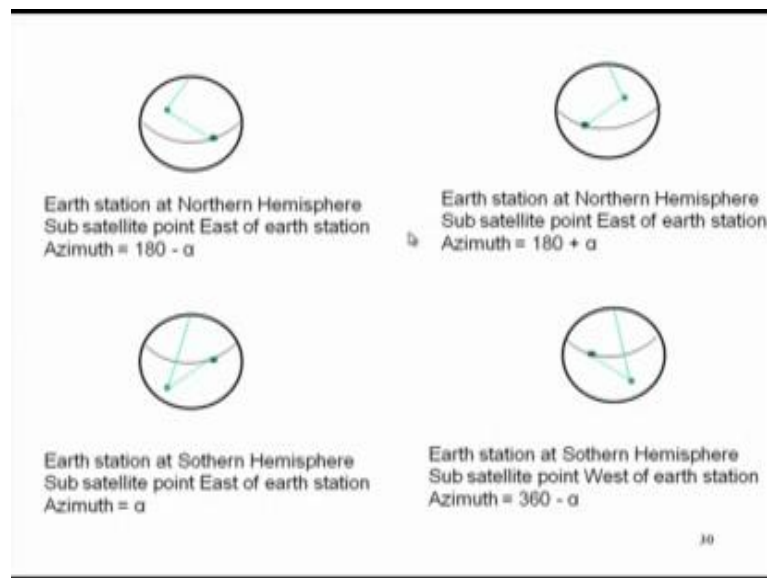 Earth station at Northern Hemisphere
Sub satellite point East of earth station
Azimuth = 180 - α
Earth station at Northern Hemisphere
Sub satellite point East of earth station
Azimuth = 180 + α
Earth station at Sothern Hemisphere
Sub satellite point East of earth station
Azimuth = α
Earth station at Sothern Hemisphere
Sub satellite point West of earth station
Azimuth = 360 - α
30